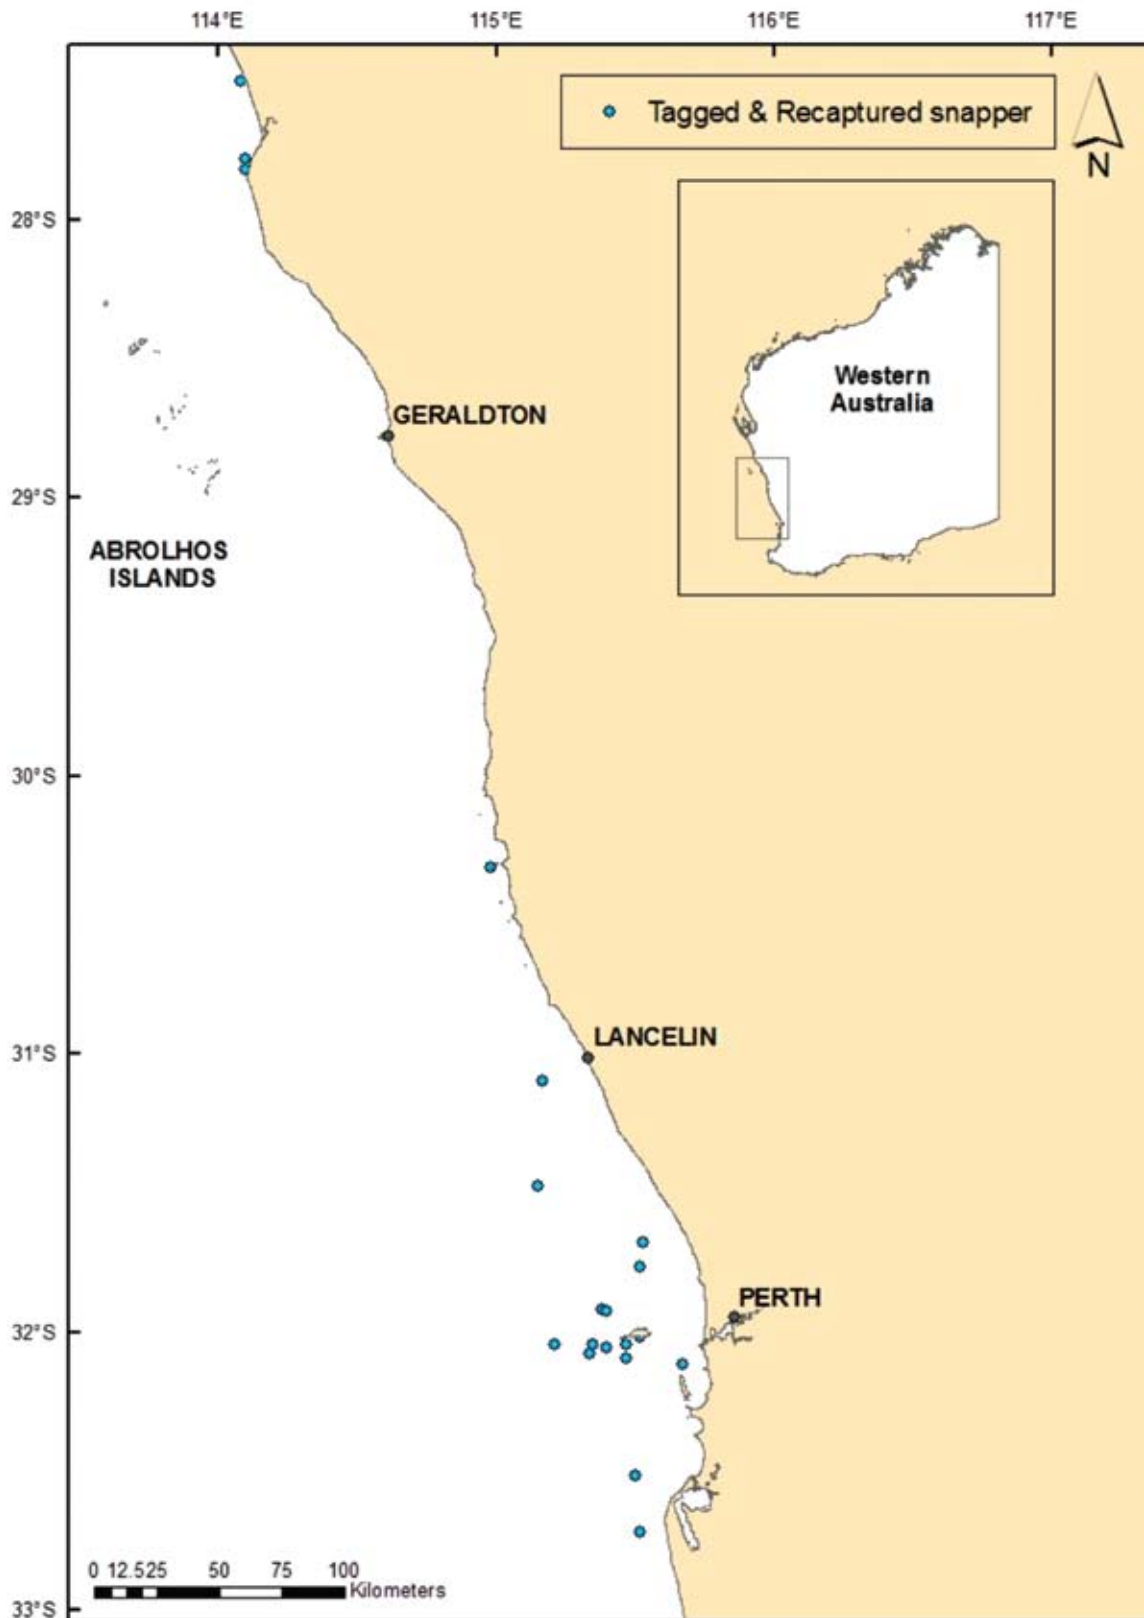 114°E 115°E 116°E 117°E
Tagged & Recaptured snapper
N
28°S
Western
Australia
GERALDTON
29°S
ABROLHOS
ISLANDS
30°S
LANCELIN
31°S
PERTH
32°S
0 12.525 50 75 100
Kilometers
33°S